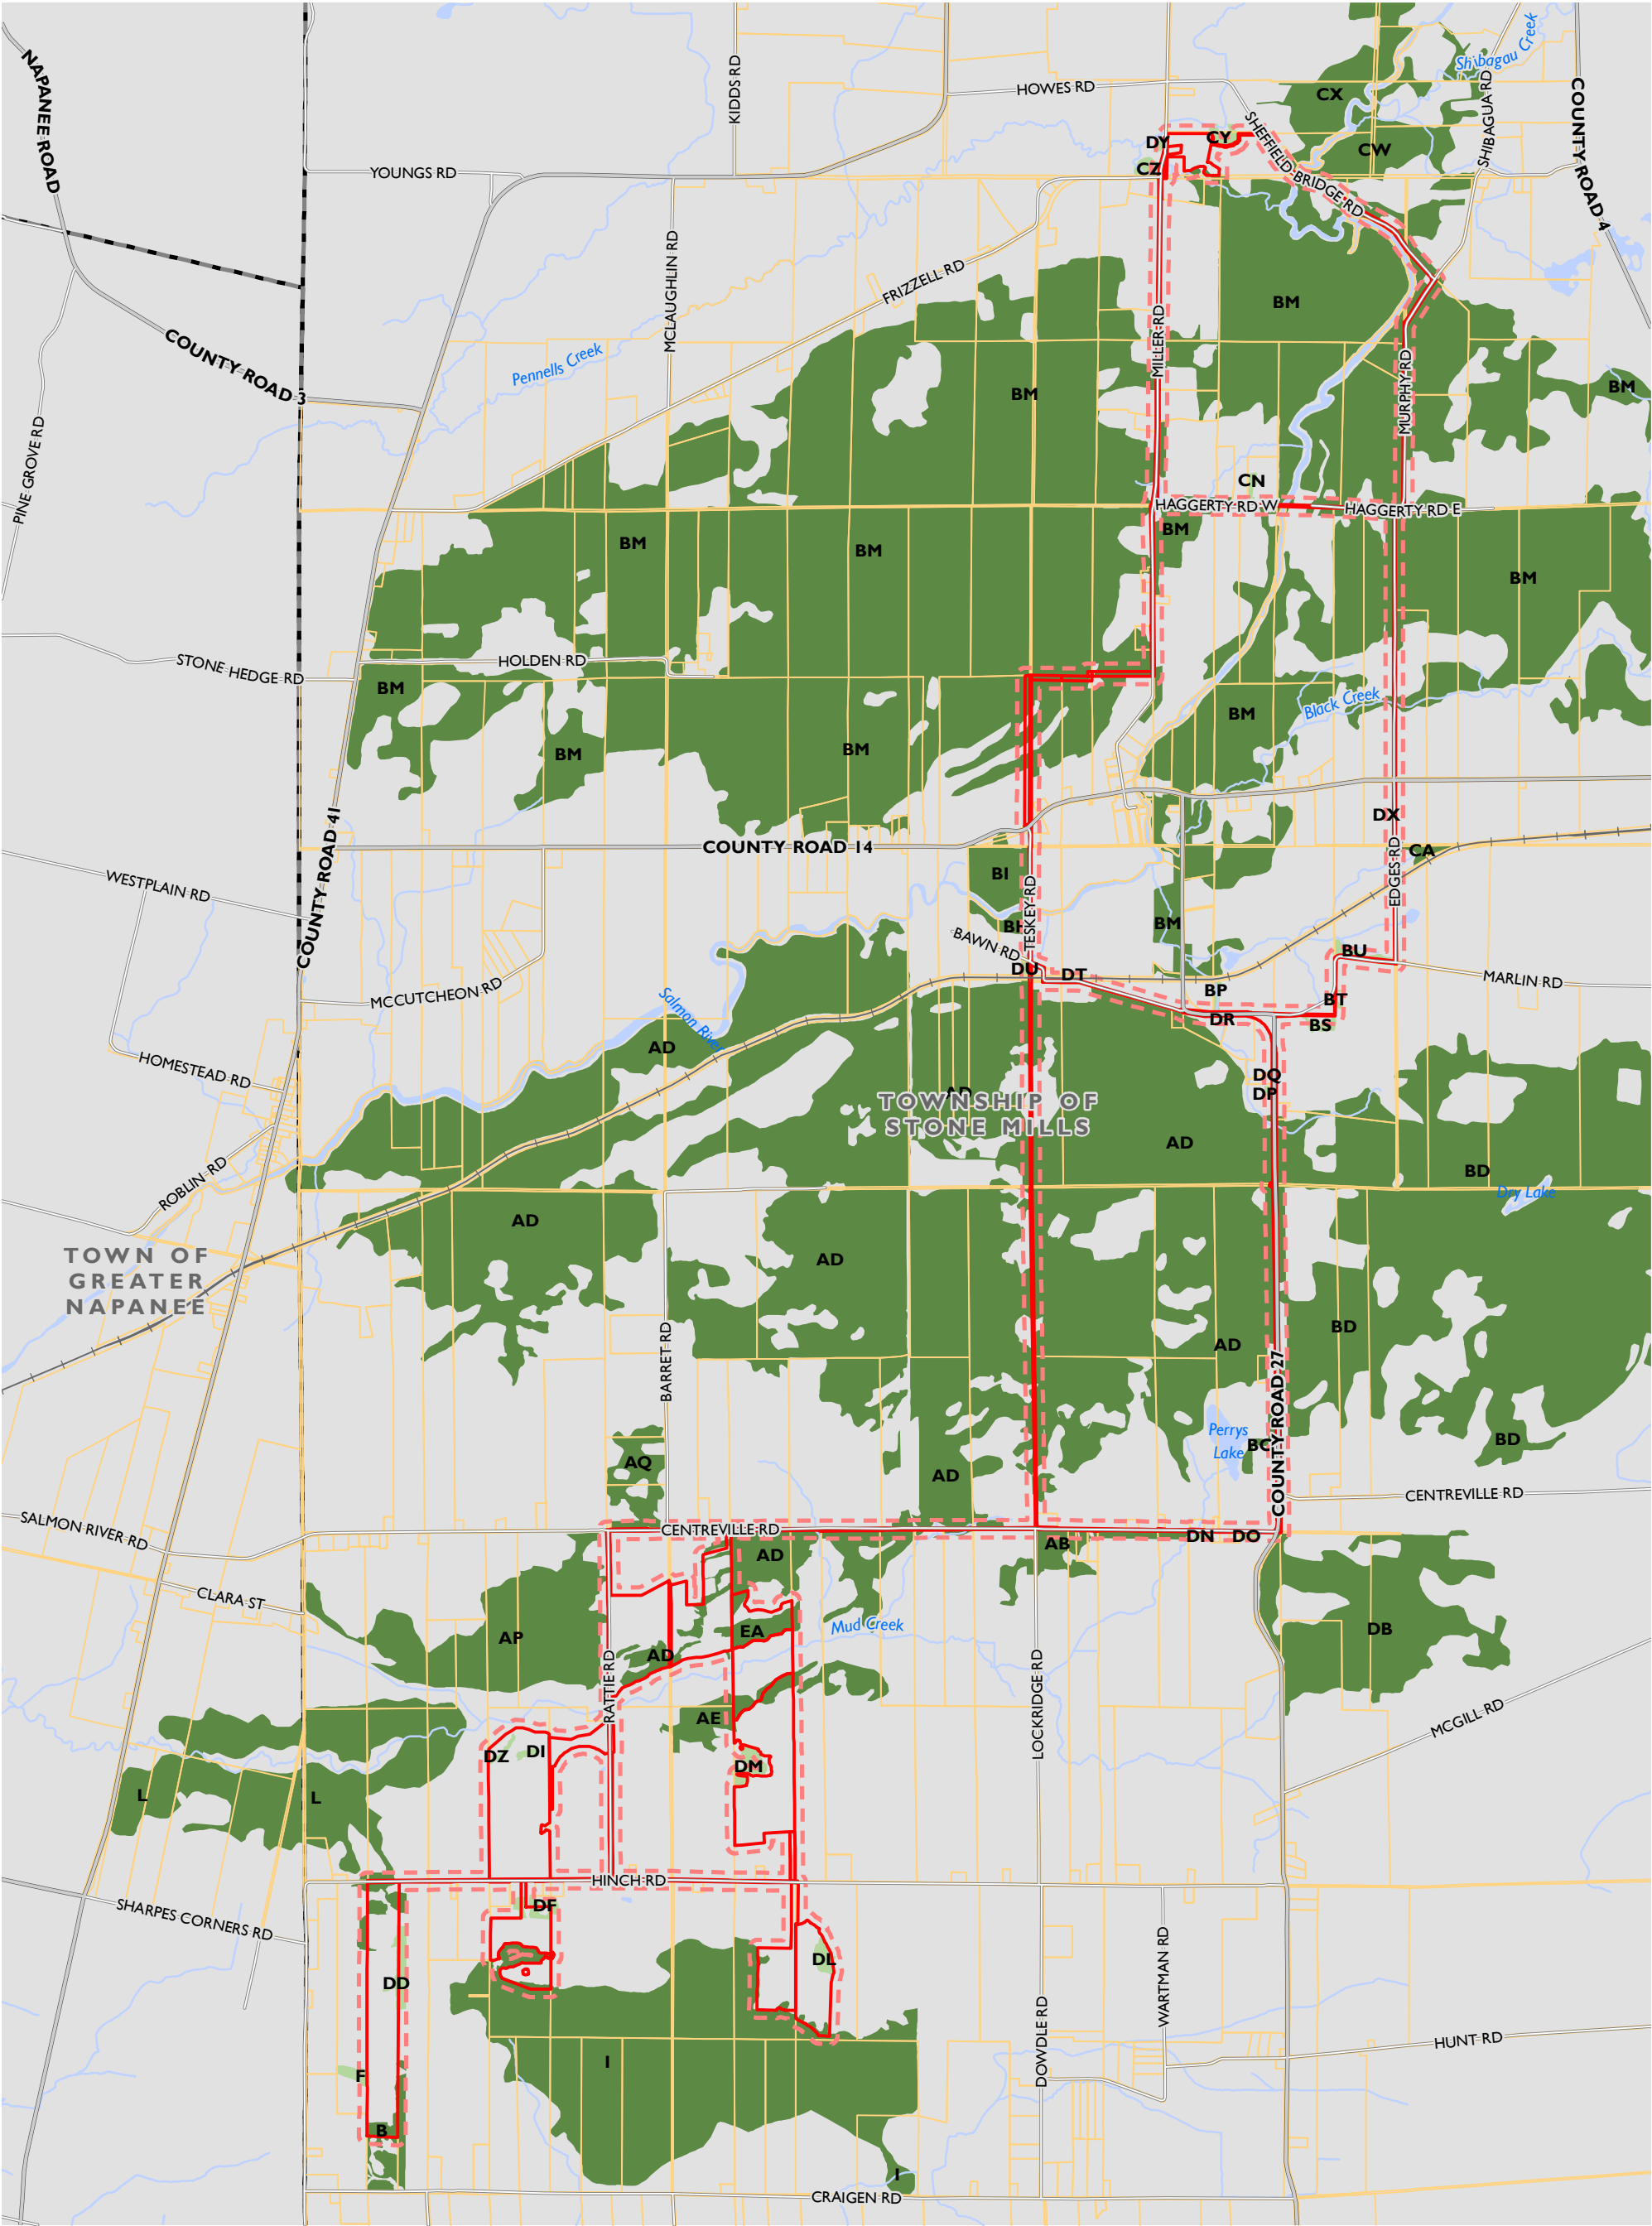 Shibagau Creek
NAPANEE ROAD
KIDDS RD
HOWES RD
CX
SHIBAGUA RD
COUNTY ROAD 4
SHEFFIELD BRIDGE RD
DY
CY
CW
CZ
YOUNGS RD
MCLAUGHLIN RD
FRIZZELL RD
BM
MILLER RD
Pennells Creek
COUNTY ROAD 5
MURPHY RD
BM
BM
PINE GROVE RD
CN
HAGGERTY RD W
HAGGERTY RD E
BM
BM
BM
BM
STONE HEDGE RD
HOLDEN RD
BM
Black Creek
BM
BM
BM
COUNTY ROAD 41
DX
COUNTY ROAD 14
CA
EDGES RD
BI
WESTPLAIN RD
TESKEY RD
BH
BM
BAWN RD
BU
DU
DT
MARLIN RD
MCCUTCHEON RD
BP
BT
Salmon River
DR
BS
AD
HOMESTEAD RD
DQ
AD
DP
TOWNSHIP OF
STONE MILLS
AD
ROBLIN RD
BD
Dry Lake
AD
TOWN OF
GREATER
NAPANEE
AD
BD
AD
BARRET RD
COUNTY ROAD 27
Perrys
Lake
BC
BD
AQ
AD
CENTREVILLE RD
SALMON RIVER RD
CENTREVILLE RD
DN
DO
AB
AD
CLARA ST
Mud Creek
EA
DB
AP
AD
RATTIE RD
LOCKRIDGE RD
MCGILL RD
AE
DZ
DI
DM
L
L
HINCH RD
SHARPES CORNERS RD
DF
WARTMAN RD
DL
DD
DOWDLE RD
HUNT RD
I
F
B
I
CRAIGEN RD